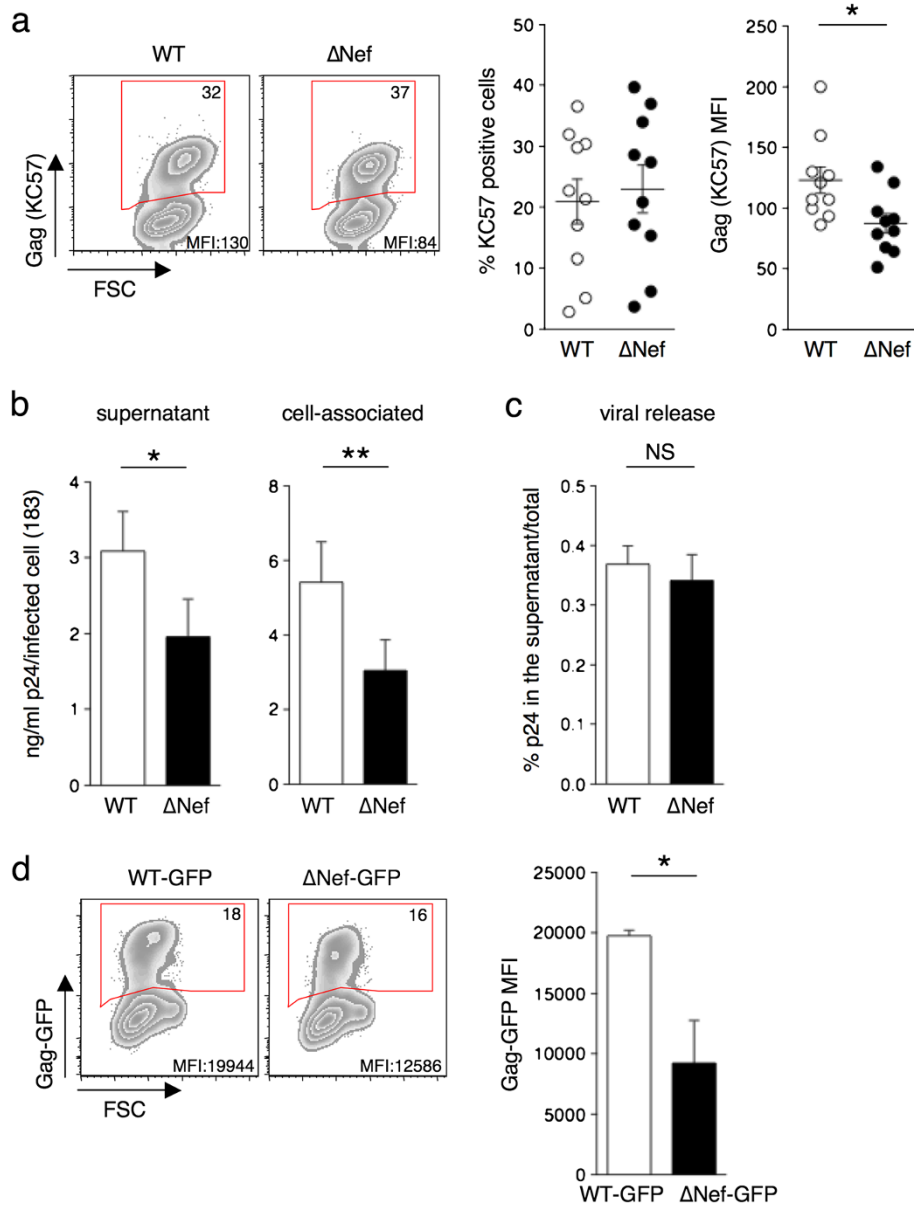 a
WT
ΔNef
32
37
MFI:130
MFI:84
Gag (KC57)
FSC
% KC57 positive cells
50
40
30
20
10
0
WT
ΔNef
*
Gag (KC57) MFI
250
200
150
100
50
0
WT
ΔNef
b
supernatant
cell-associated
*
**
ng/ml p24/infected cell (183)
4
3
2
1
0
WT
ΔNef
8
6
4
2
0
WT
ΔNef
c
viral release
NS
% p24 in the supernatant/total
0.5
0.4
0.3
0.2
0.1
0.0
WT
ΔNef
d
WT-GFP
ΔNef-GFP
18
16
MFI:19944
MFI:12586
Gag-GFP
FSC
*
Gag-GFP MFI
25000
20000
15000
10000
5000
0
WT-GFP
ΔNef-GFP